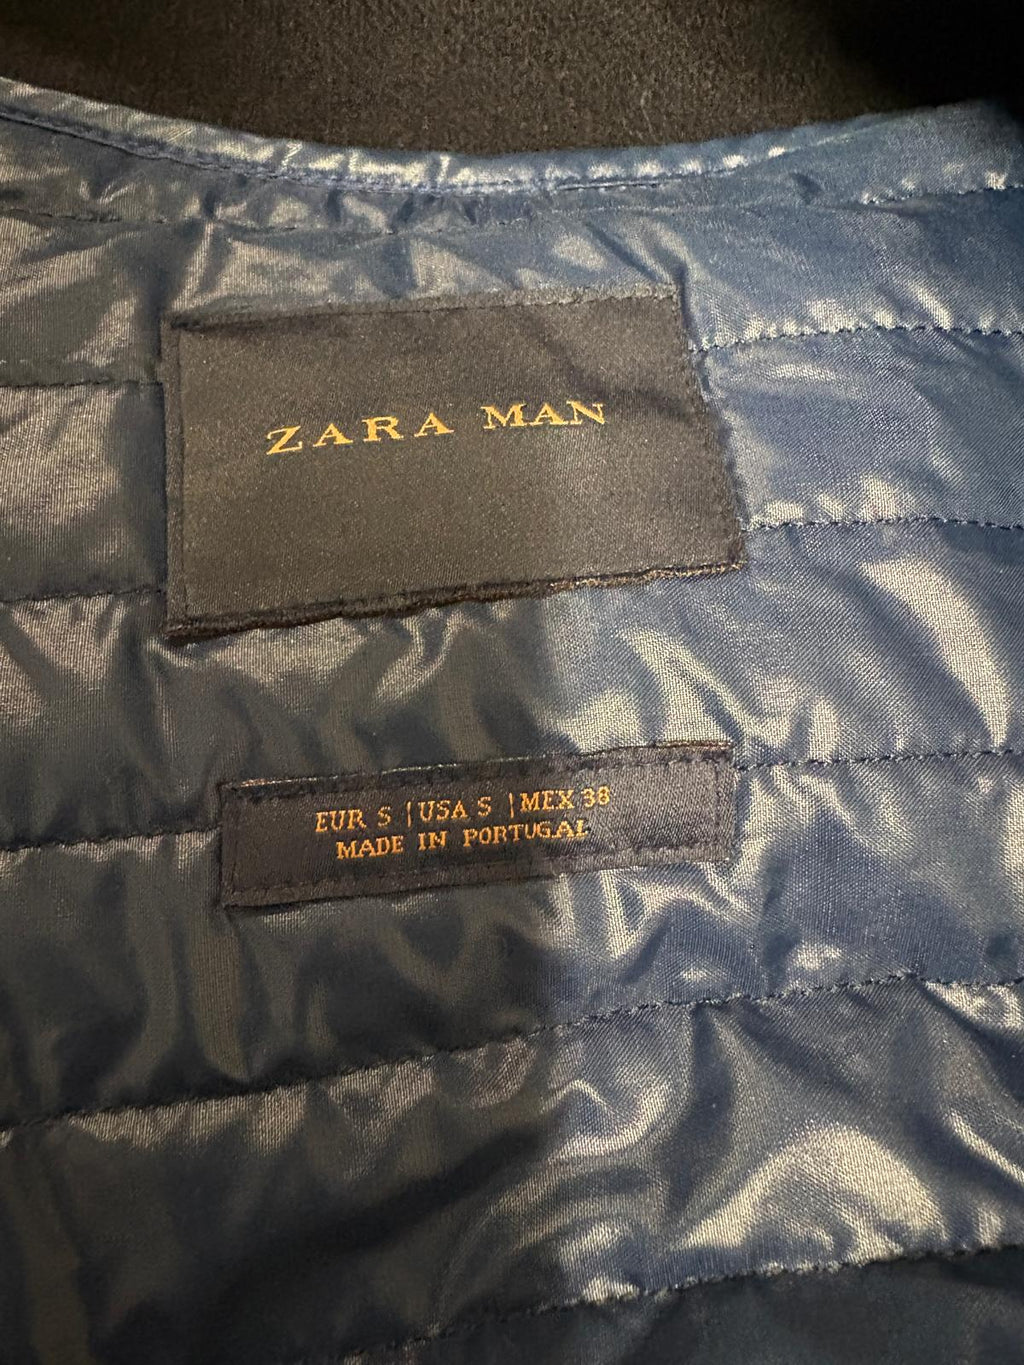 ZARA MAN
EUR S | USA S | MEX 38
MADE IN PORTUGAL